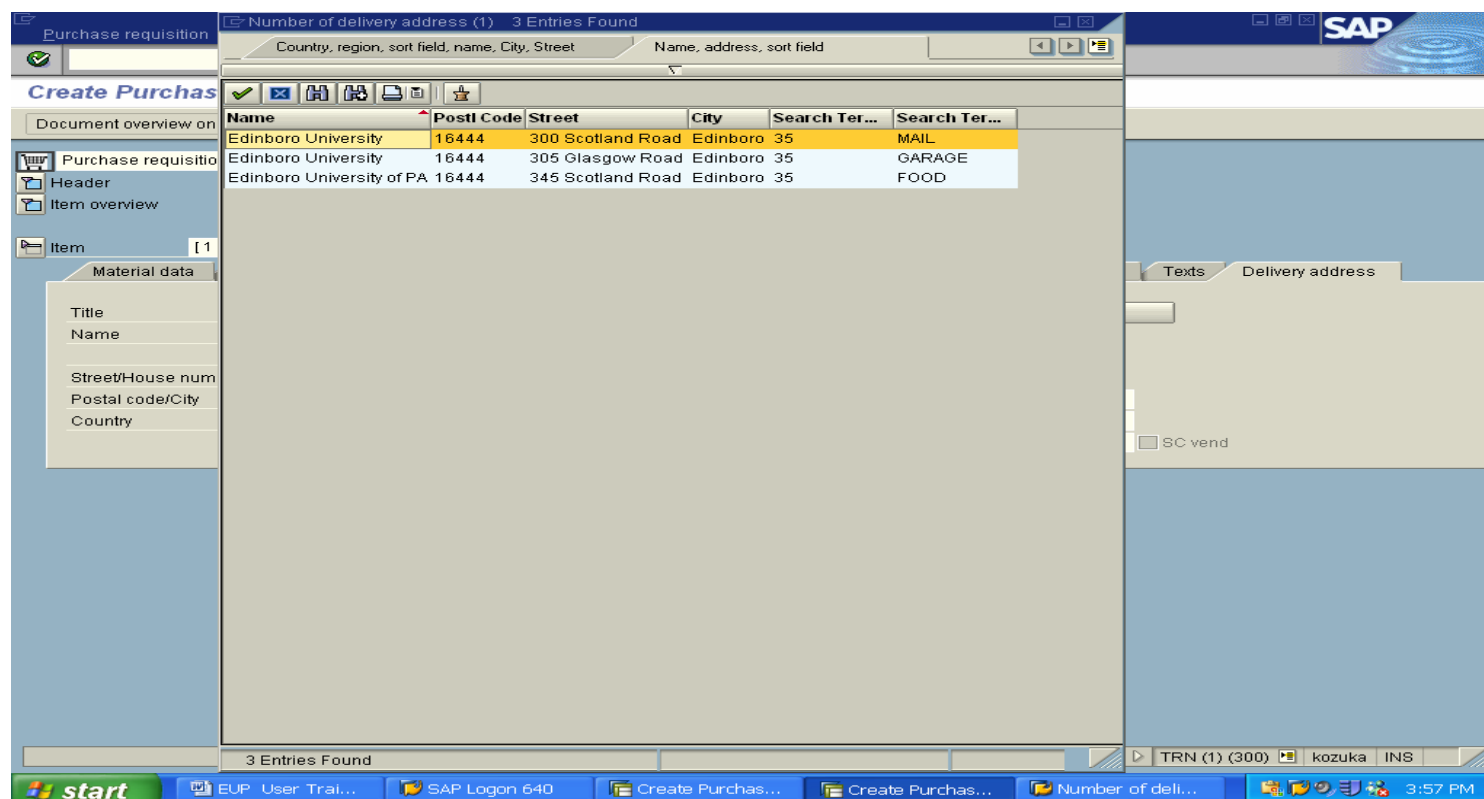 Number of delivery address (1) 3 Entries Found
Purchase requisition
SAP
Country, region, sort field, name, City, Street
Name, address, sort field
Create Purchas
Document overview on
Name Postl Code Street City Search Ter... Search Ter...
Edinboro University 16444 300 Scotland Road Edinboro 35 MAIL
Edinboro University 16444 305 Glasgow Road Edinboro 35 GARAGE
Edinboro University of PA 16444 345 Scotland Road Edinboro 35 FOOD
Purchase requisitio
Header
Item overview
Item [ 1
Material data Texts Delivery address
Title
Name
Street/House num
Postal code/City
Country
SC vend
3 Entries Found
TRN (1) (300) kozuka INS
start EUP User Trai... SAP Logon 640 Create Purchas... Create Purchas... Number of deli... 3:57 PM